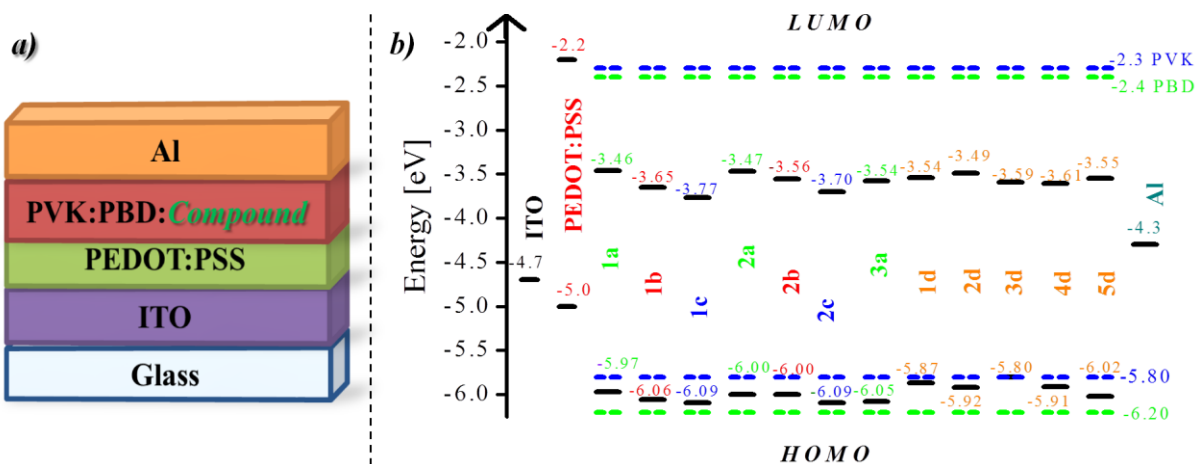 a)
Al
PVK:PBD:Compound
PEDOT:PSS
ITO
Glass
b)
LUMO
Energy [eV]
-2.0
-2.5
-3.0
-3.5
-4.0
-4.5
-5.0
-5.5
-6.0
ITO
-4.7
-2.2
PEDOT:PSS
-5.0
-2.3 PVK
-2.4 PBD
-3.46
-3.65
-3.77
-3.47
-3.56
-3.70
-3.54
-3.54
-3.49
-3.59
-3.61
-3.55
Al
-4.3
1a
1b
1c
2a
2b
2c
3a
1d
2d
3d
4d
5d
-5.97
-6.06
-6.09
-6.00
-6.00
-6.09
-6.05
-5.87
-5.92
-5.80
-5.91
-6.02
-5.80
-6.20
HOMO